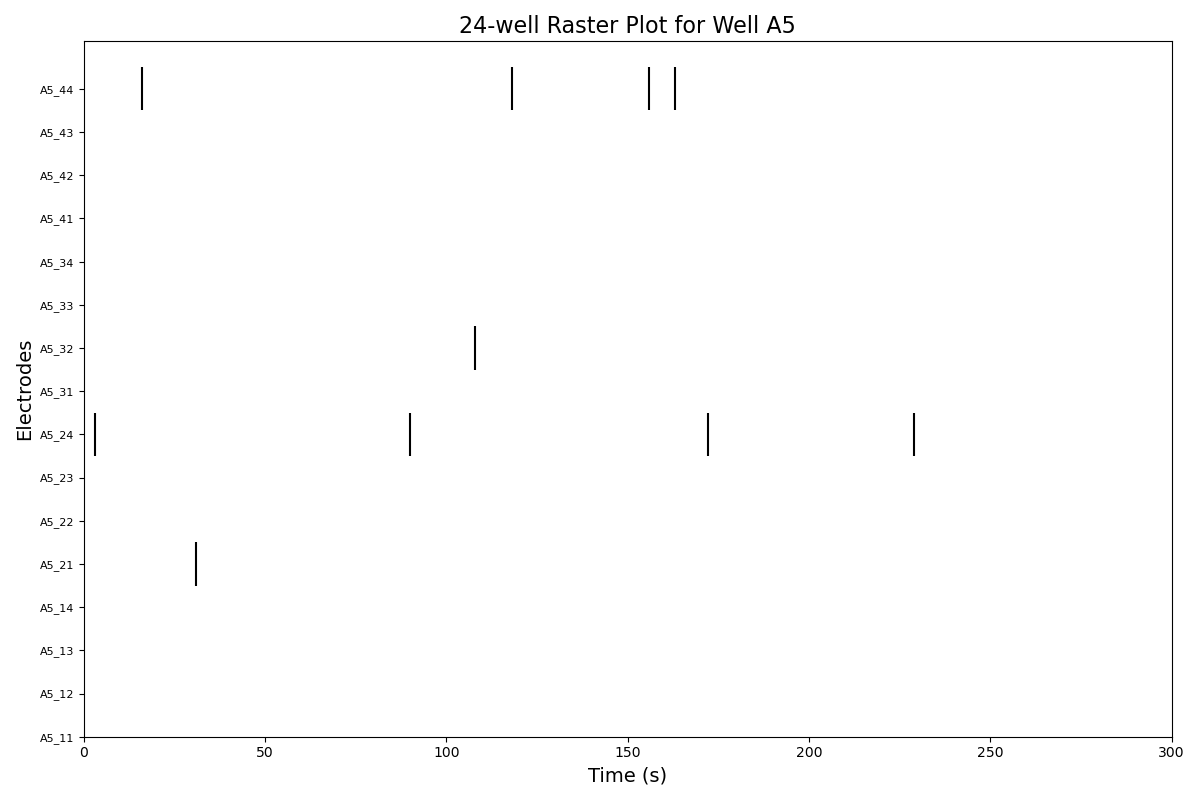 24-well Raster Plot for Well A5
Electrodes
A5_44
A5_43
A5_42
A5_41
A5_34
A5_33
A5_32
A5_31
A5_24
A5_23
A5_22
A5_21
A5_14
A5_13
A5_12
A5_11
0 50 100 150 200 250 300
Time (s)